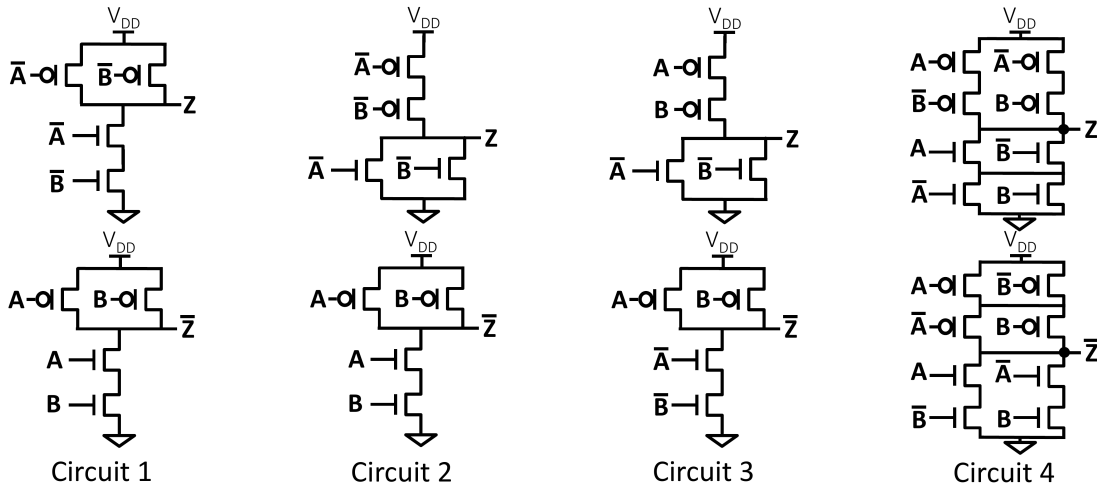 V_DD V_DD V_DD V_DD
A̅ B̅ Z
A̅
B̅
A̅
B̅
Z
A̅ B̅
A
B
Z
A̅ B̅
A A̅
B̅ B
Z
A B̅
A̅ B
V_DD V_DD V_DD V_DD
A B Z̅
A
B
A B Z̅
A
B
A B Z̅
A̅
B̅
A B̅
A̅ B
Z̅
A A̅
B̅ B
Circuit 1 Circuit 2 Circuit 3 Circuit 4